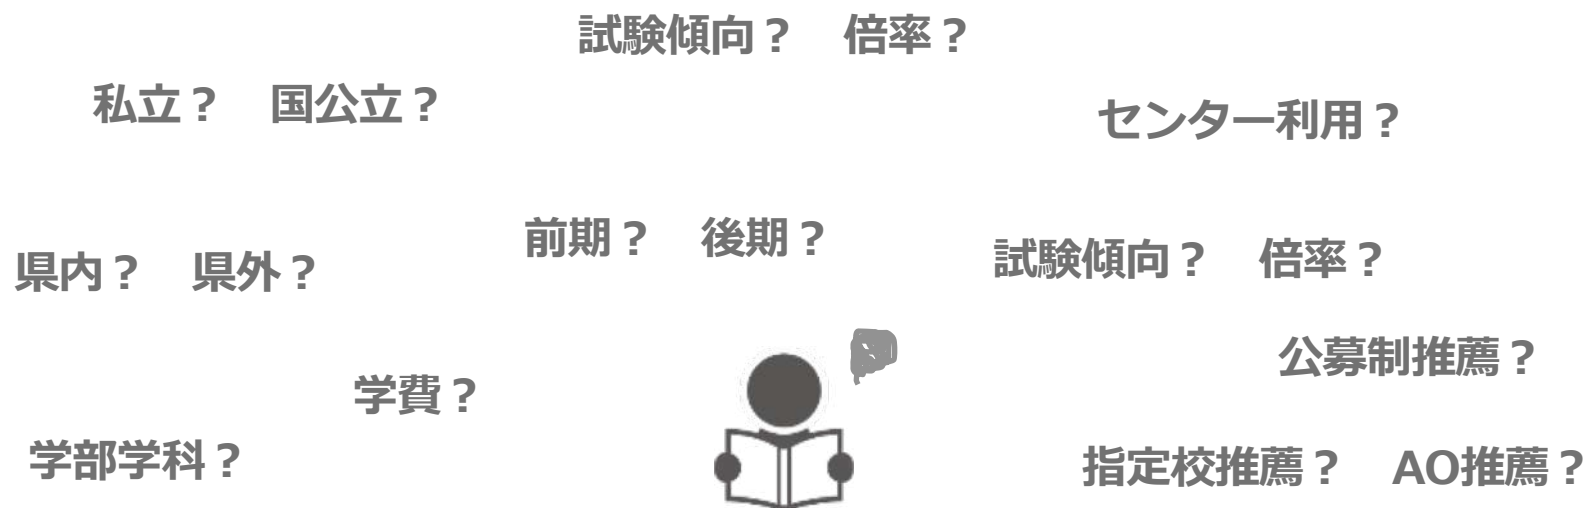 試験傾向？　倍率？
私立？　国公立？
センター利用？
前期？　後期？
県内？　県外？
試験傾向？　倍率？
公募制推薦？
学費？
学部学科？
指定校推薦？　AO推薦？